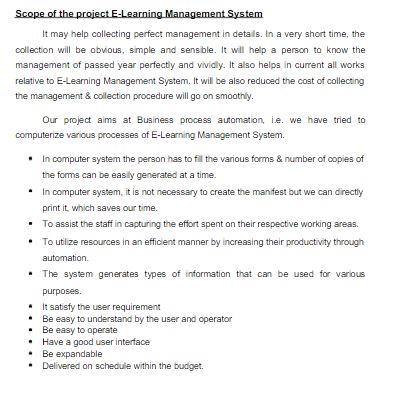 Scope of the project E-Learning Management System
It may help collecting perfect management in details. In a very short time, the
collection will be obvious, simple and sensible. It will help a person to know the
management of passed year perfectly and vividly. It also helps in current all works
relative to E-Learning Management System. It will be also reduced the cost of collecting
the management & collection procedure will go on smoothly.
Our project aims at Business process automation, i.e. we have tried to
computerize various processes of E-Learning Management System.
• In computer system the person has to fill the various forms & number of copies of
the forms can be easily generated at a time.
• In computer system, it is not necessary to create the manifest but we can directly
print it, which saves our time.
• To assist the staff in capturing the effort spent on their respective working areas.
• To utilize resources in an efficient manner by increasing their productivity through
automation.
• The system generates types of information that can be used for various
purposes.
• It satisfy the user requirement
• Be easy to understand by the user and operator
• Be easy to operate
• Have a good user interface
• Be expandable
• Delivered on schedule within the budget.